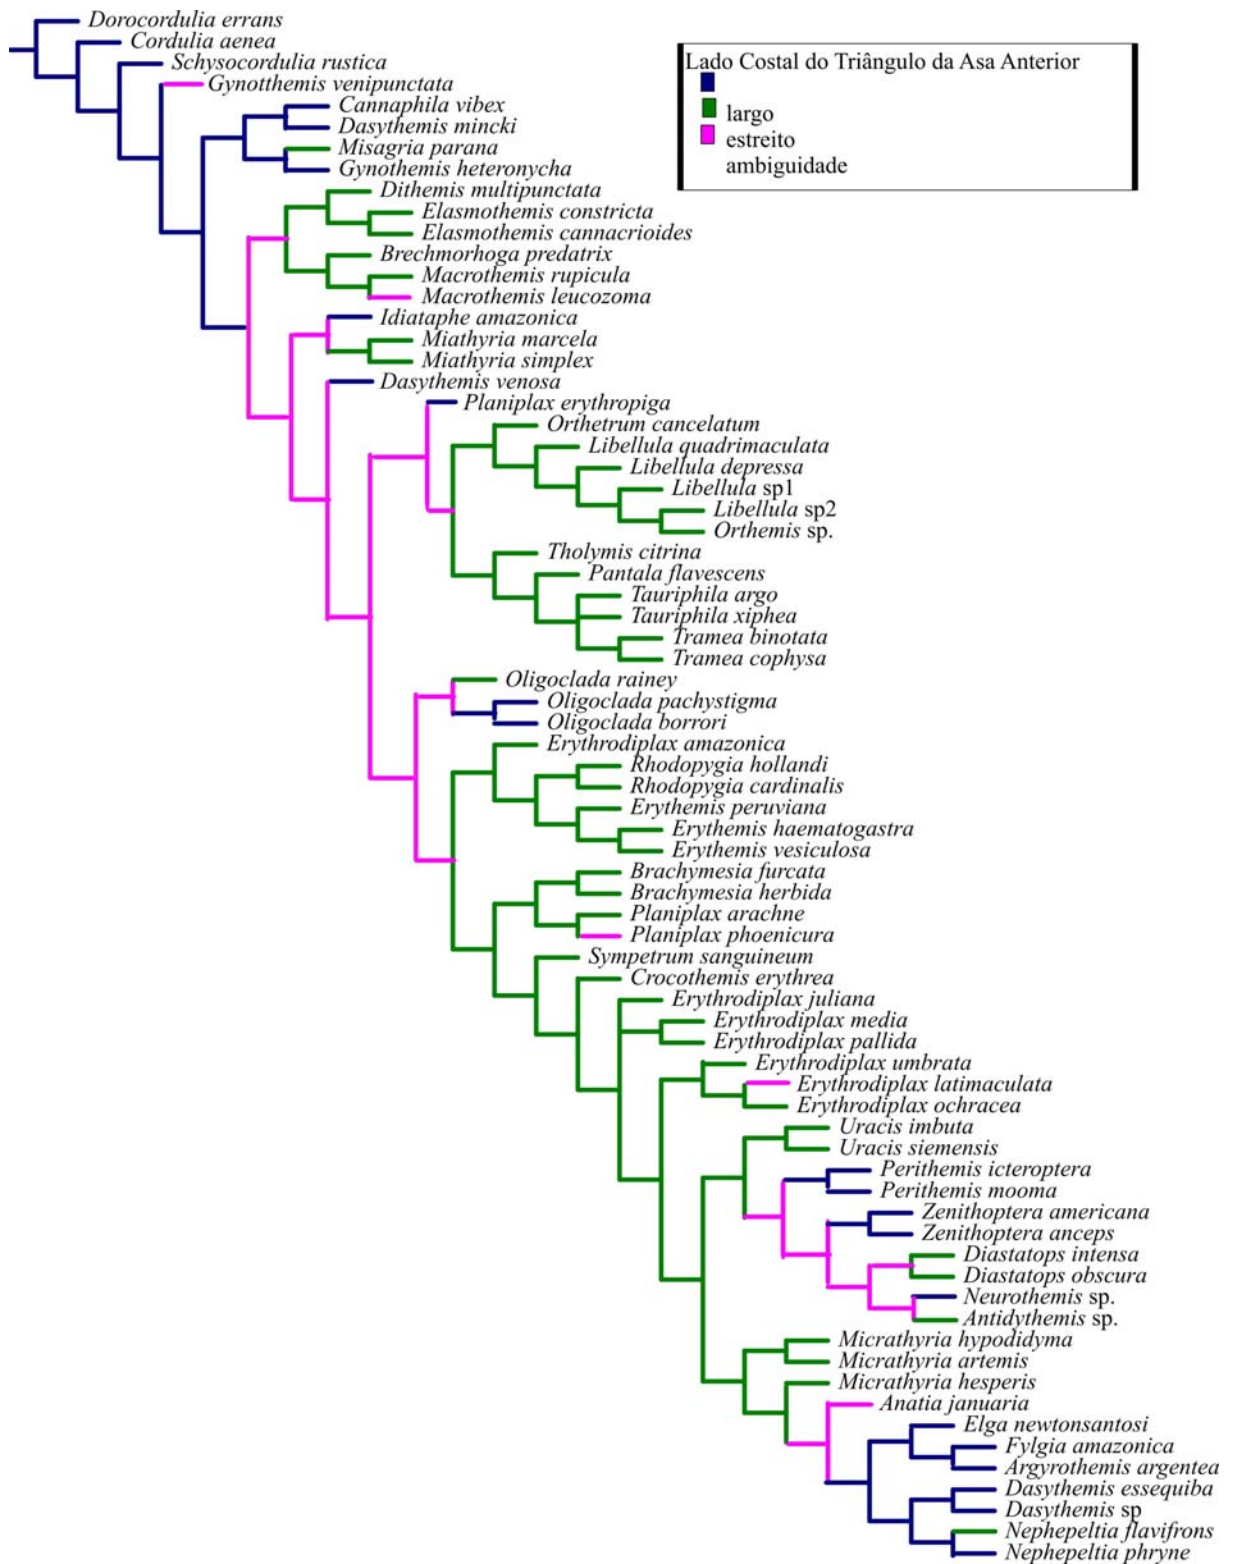 Dorocordulia errans
Cordulia aenea
Schysocordulia rustica
Gynotthemis venipunctata
Cannaphila vibex
Dasythemis mincki
Misagria parana
Gynothemis heteronycha
Dithemis multipunctata
Elasmothemis constricta
Elasmothemis cannacrioides
Brechmorhoga predatrix
Macrothemis rupicula
Macrothemis leucozoma
Idiataphe amazonica
Miathyria marcela
Miathyria simplex
Dasythemis venosa
Planiplax erythropiga
Orthetrum cancelatum
Libellula quadrimaculata
Libellula depressa
Libellula sp1
Libellula sp2
Orthemis sp.
Tholymis citrina
Pantala flavescens
Tauriphila argo
Tauriphila xiphea
Tramea binotata
Tramea cophysa
Oligoclada rainey
Oligoclada pachystigma
Oligoclada borrori
Erythrodiplax amazonica
Rhodopygia hollandi
Rhodopygia cardinalis
Erythemis peruviana
Erythemis haematogastra
Erythemis vesiculosa
Brachymesia furcata
Brachymesia herbida
Planiplax arachne
Planiplax phoenicura
Sympetrum sanguineum
Crocothemis erythrea
Erythrodiplax juliana
Erythrodiplax media
Erythrodiplax pallida
Erythrodiplax umbrata
Erythrodiplax latimaculata
Erythrodiplax ochracea
Uracis imbuta
Uracis siemensis
Perithemis icteroptera
Perithemis mooma
Zenithoptera americana
Zenithoptera anceps
Diastatops intensa
Diastatops obscura
Neurothemis sp.
Antidythemis sp.
Micrathyria hypodidyma
Micrathyria artemis
Micrathyria hesperis
Anatia januaria
Elga newtonsantosi
Fylgia amazonica
Argyrothemis argentea
Dasythemis essequiba
Dasythemis sp
Nephepeltia flavifrons
Nephepeltia phryne
Lado Costal do Triângulo da Asa Anterior
largo
estreito
ambiguidade